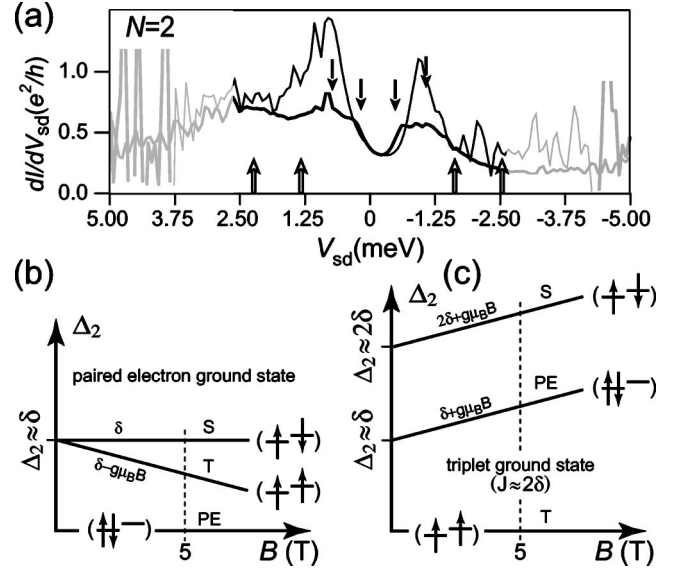 (a)
N=2
dI/dVsd(e²/h)
1.0
0.5
0.0
5.00 3.75 2.50 1.25 0 -1.25 -2.50 -3.75 -5.00
Vsd(meV)
(b)
Δ₂
paired electron ground state
Δ₂≈δ
δ S
δ−gμBB T
PE
5
B (T)
(c)
Δ₂
Δ₂≈2δ
2δ+gμBB
S
Δ₂≈δ
δ+gμBB
PE
triplet ground state
(J≈2δ)
T
5
B (T)